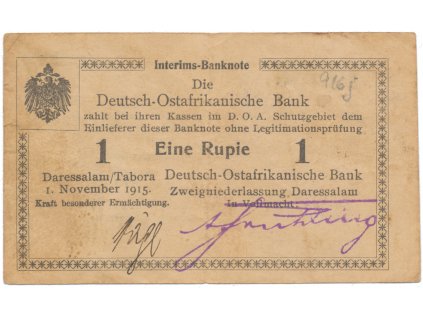 Interims-Banknote
916j
Die
Deutsch-Ostafrikanische Bank
zahlt bei ihren Kassen im D. O. A. Schutzgebiet dem
Einlieferer dieser Banknote ohne Legitimationsprüfung
1 Eine Rupie 1
Daressalam/Tabora
1. November 1915.
Kraft besonderer Ermächtigung.
Deutsch-Ostafrikanische Bank
Zweigniederlassung Daressalam
In Vollmacht.